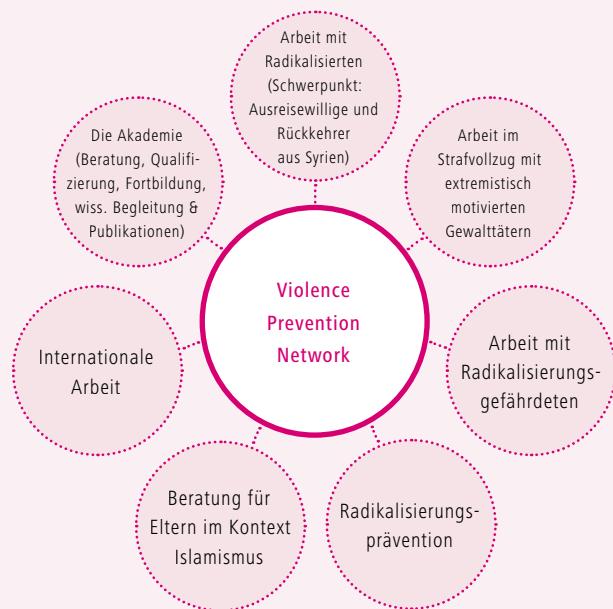 Arbeit mit
Radikalisierten
(Schwerpunkt:
Ausreisewillige und
Rückkehrer
aus Syrien)
Arbeit im
Strafvollzug mit
extremistisch
motivierten
Gewalttätern
Arbeit mit
Radikalisierungs-
gefährdeten
Radikalisierungs-
prävention
Beratung für
Eltern im Kontext
Islamismus
Internationale
Arbeit
Die Akademie
(Beratung, Qualifi-
zierung, Fortbildung,
wiss. Begleitung &
Publikationen)
Violence
Prevention
Network